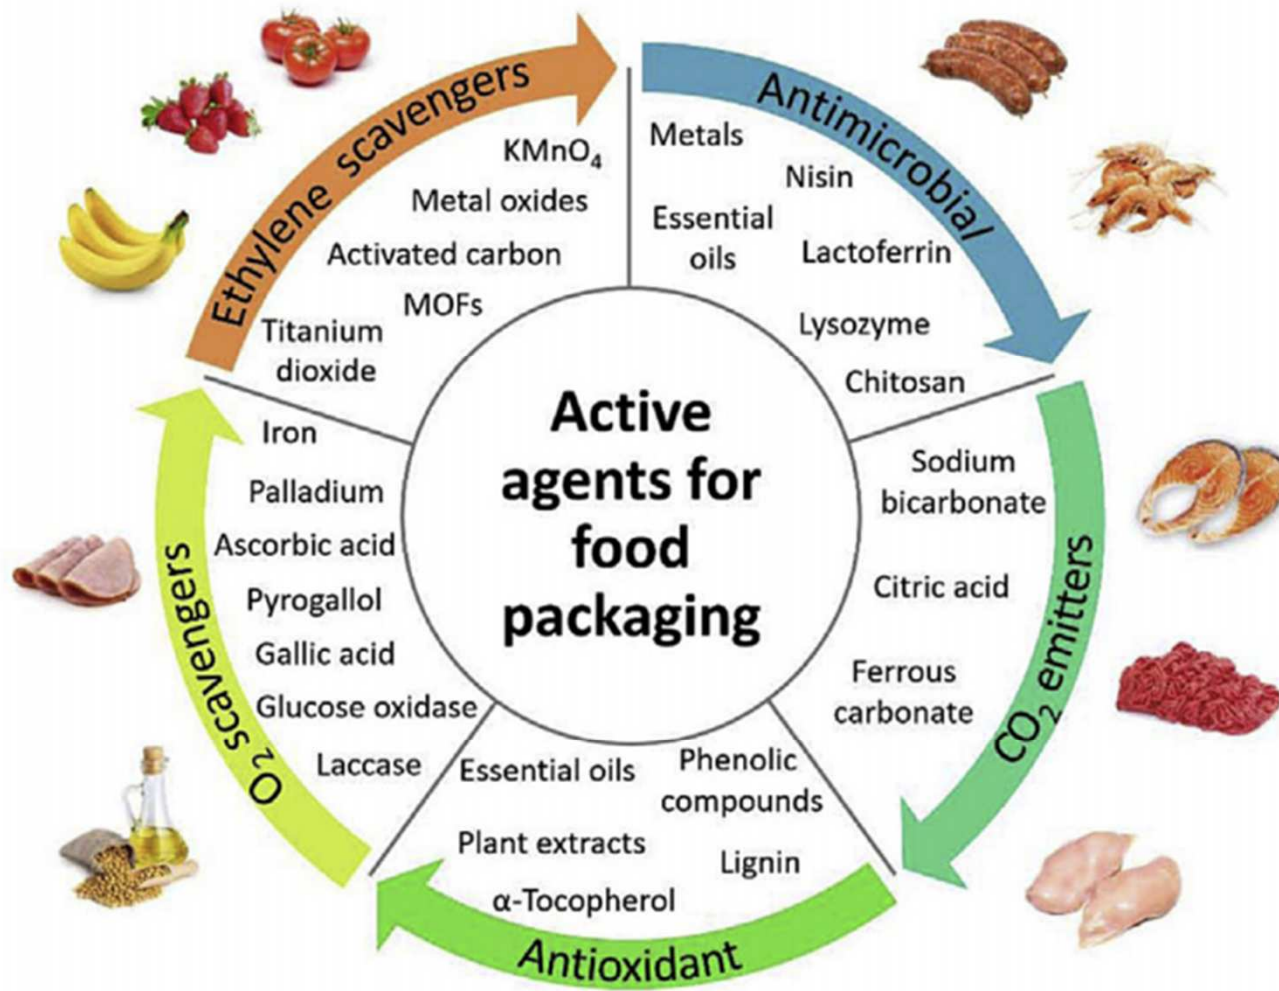 Active
agents for
food
packaging
Antimicrobial
Metals
Nisin
Essential
oils
Lactoferrin
Lysozyme
Chitosan
CO₂ emitters
Sodium
bicarbonate
Citric acid
Ferrous
carbonate
Antioxidant
Essential oils
Phenolic
compounds
Plant extracts
Lignin
α-Tocopherol
O₂ scavengers
Iron
Palladium
Ascorbic acid
Pyrogallol
Gallic acid
Glucose oxidase
Laccase
Ethylene scavengers
KMnO₄
Metal oxides
Activated carbon
MOFs
Titanium
dioxide